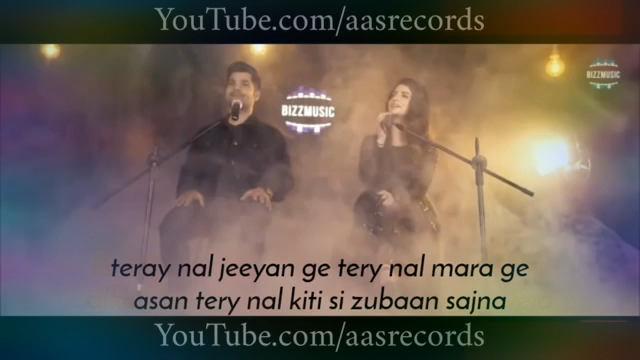 YouTube.com/aasrecords
BIZZMUSIC
BIZZMUSIC
teray nal jeeyan ge tery nal mara ge
asan tery nal kiti si zubaan sajna
YouTube.com/aasrecords